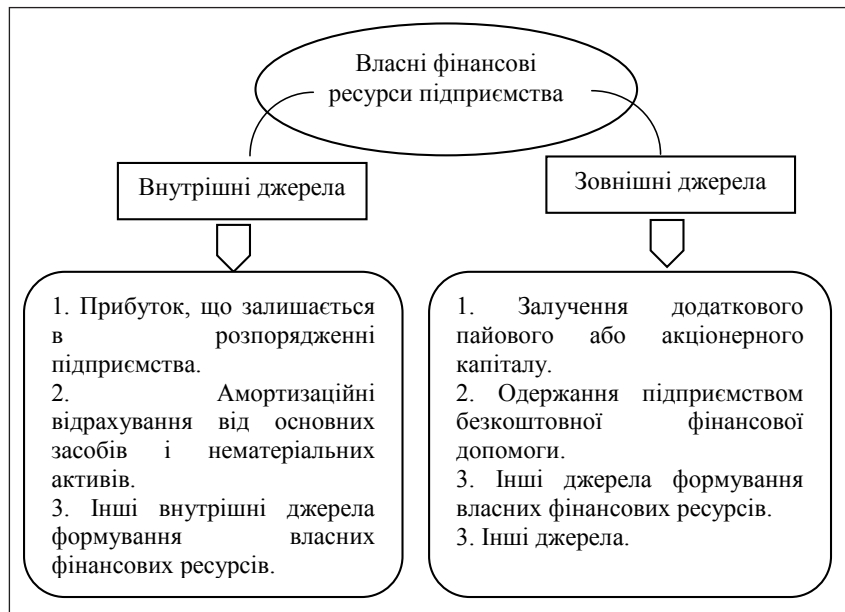 Власні фінансові
ресурси підприємства
Внутрішні джерела
Зовнішні джерела
1. Прибуток, що залишається
в розпорядженні
підприємства.
2. Амортизаційні
відрахування від основних
засобів і нематеріальних
активів.
3. Інші внутрішні джерела
формування власних
фінансових ресурсів.
1. Залучення додаткового
пайового або акціонерного
капіталу.
2. Одержання підприємством
безкоштовної фінансової
допомоги.
3. Інші джерела формування
власних фінансових ресурсів.
3. Інші джерела.